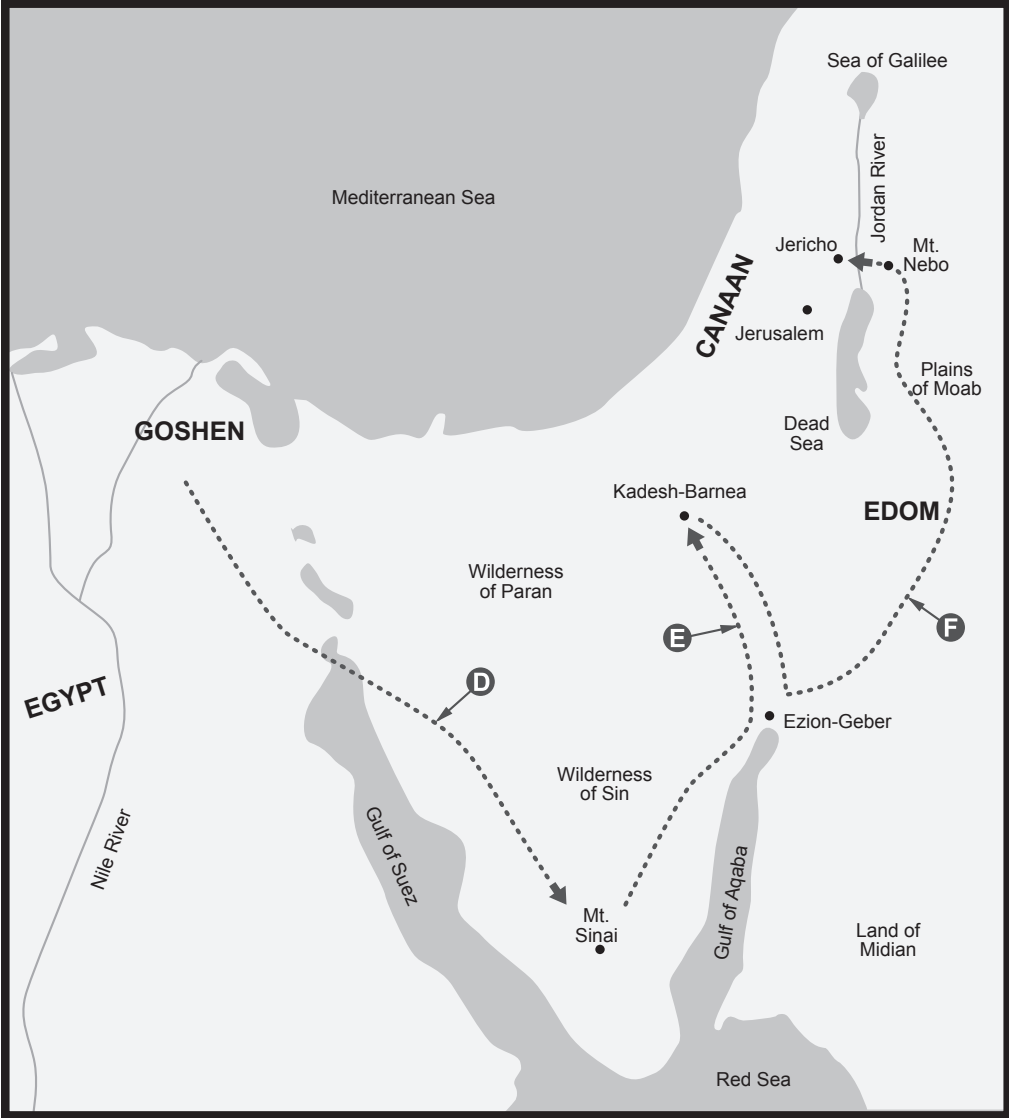 Sea of Galilee
Mediterranean Sea
Jordan River
Jericho
Mt.
Nebo
CANAAN
Jerusalem
Plains
of Moab
GOSHEN
Dead
Sea
Kadesh-Barnea
EDOM
Wilderness
of Paran
E
F
EGYPT
D
Ezion-Geber
Wilderness
of Sin
Nile River
Gulf of Suez
Gulf of Aqaba
Mt.
Sinai
Land of
Midian
Red Sea